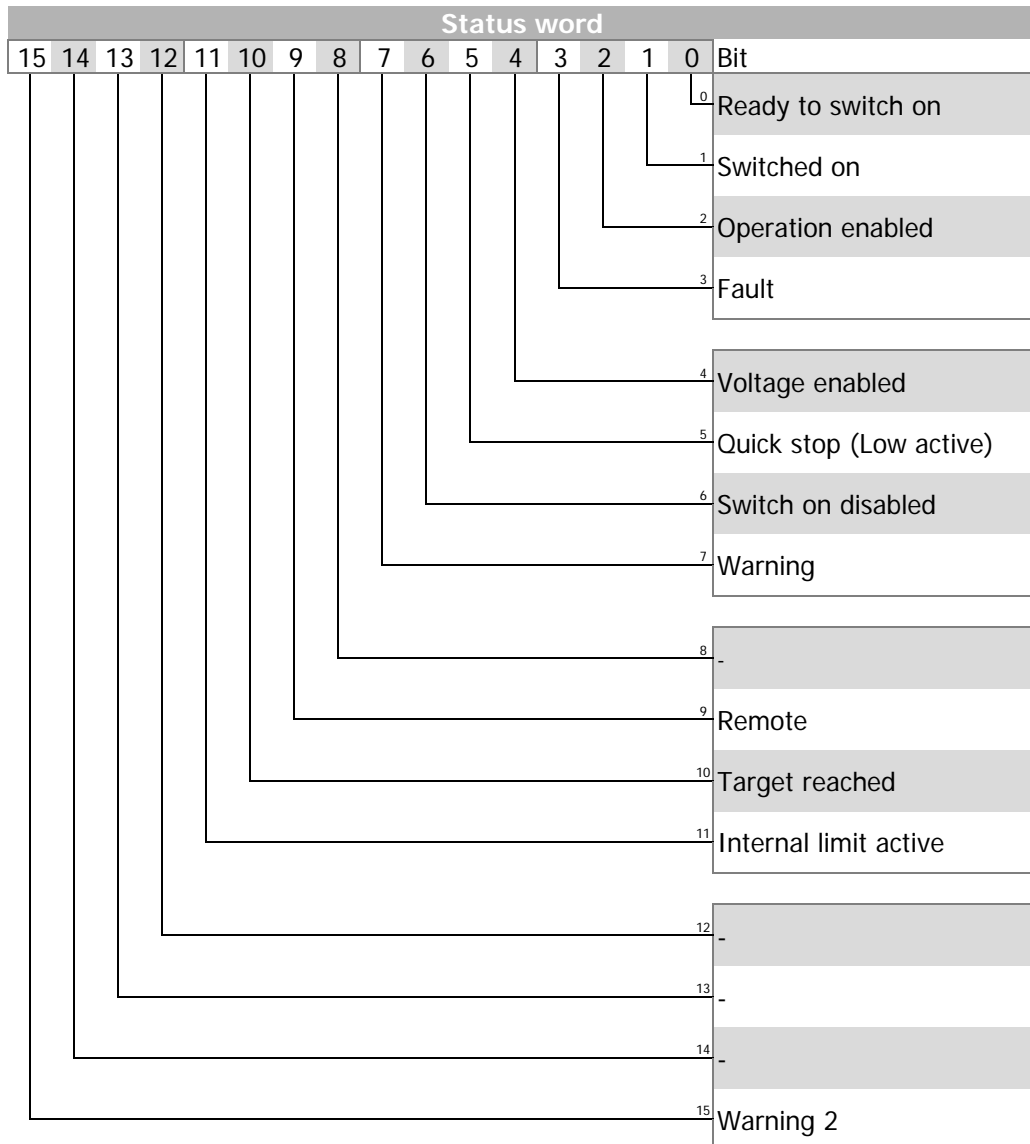 Status word
15 14 13 12 11 10 9 8 7 6 5 4 3 2 1 0 Bit
0 Ready to switch on
1 Switched on
2 Operation enabled
3 Fault
4 Voltage enabled
5 Quick stop (Low active)
6 Switch on disabled
7 Warning
8 -
9 Remote
10 Target reached
11 Internal limit active
12 -
13 -
14 -
15 Warning 2